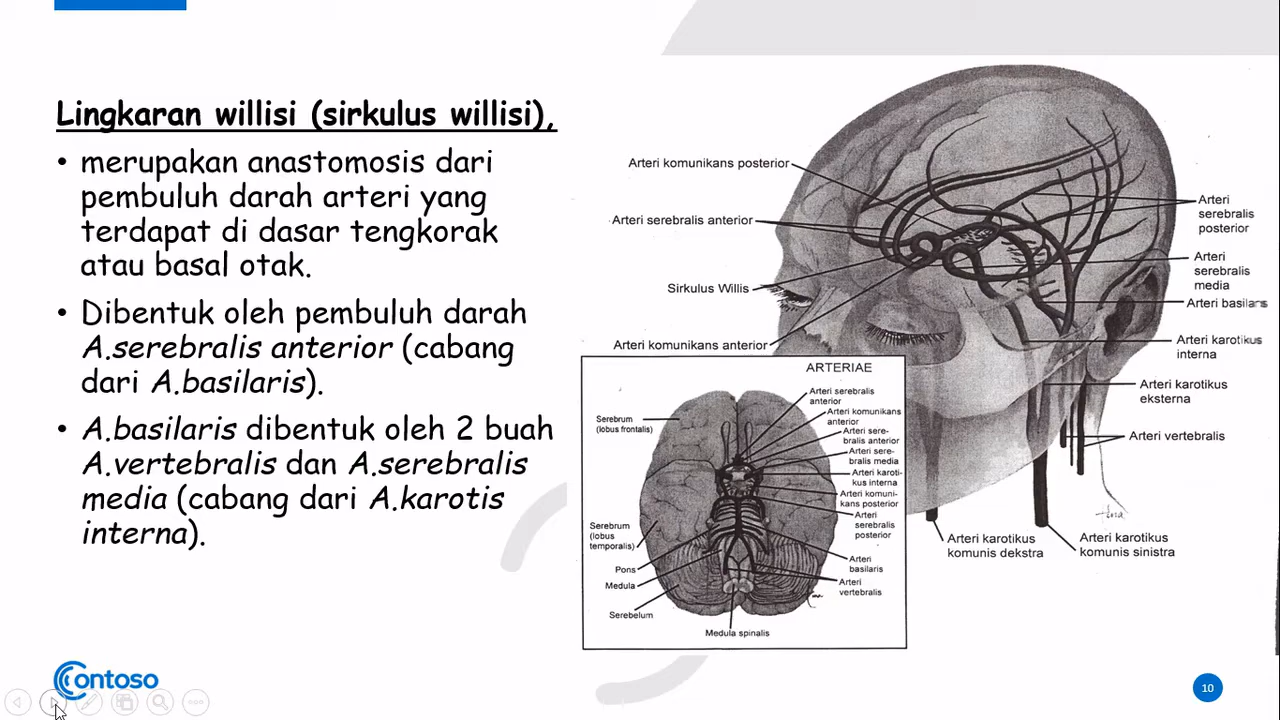 Lingkaran willisi (sirkulus willisi),
• merupakan anastomosis dari
pembuluh darah arteri yang
terdapat di dasar tengkorak
atau basal otak.
• Dibentuk oleh pembuluh darah
A.serebralis anterior (cabang
dari A.basilaris).
• A.basilaris dibentuk oleh 2 buah
A.vertebralis dan A.serebralis
media (cabang dari A.karotis
interna).
Arteri komunikans posterior
Arteri serebralis anterior
Sirkulus Willis
Arteri komunikans anterior
Arteri
serebralis
posterior
Arteri
serebralis
media
Arteri basilaris
Arteri karotikus
interna
Arteri karotikus
eksterna
Arteri vertebralis
Arteri karotikus
komunis dekstra
Arteri karotikus
komunis sinistra
ARTERIAE
Serebrum
(lobus frontalis)
Serebrum
(lobus
temporalis)
Pons
Medula
Serebelum
Medula spinalis
Arteri serebralis
anterior
Arteri komunikans
anterior
Arteri sere-
bralis anterior
Arteri sere-
bralis media
Arteri karoti-
kus interna
Arteri komuni-
kans posterior
Arteri
serebralis
posterior
Arteri
basilaris
Arteri
vertebralis
Contoso
10